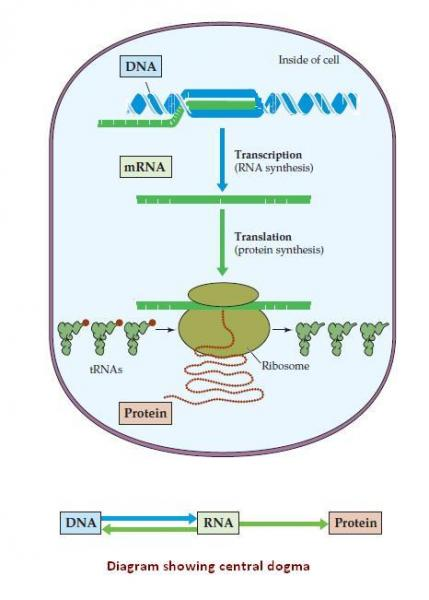 Inside of cell
DNA
Transcription
(RNA synthesis)
mRNA
Translation
(protein synthesis)
tRNAs
Ribosome
Protein
DNA RNA Protein
Diagram showing central dogma